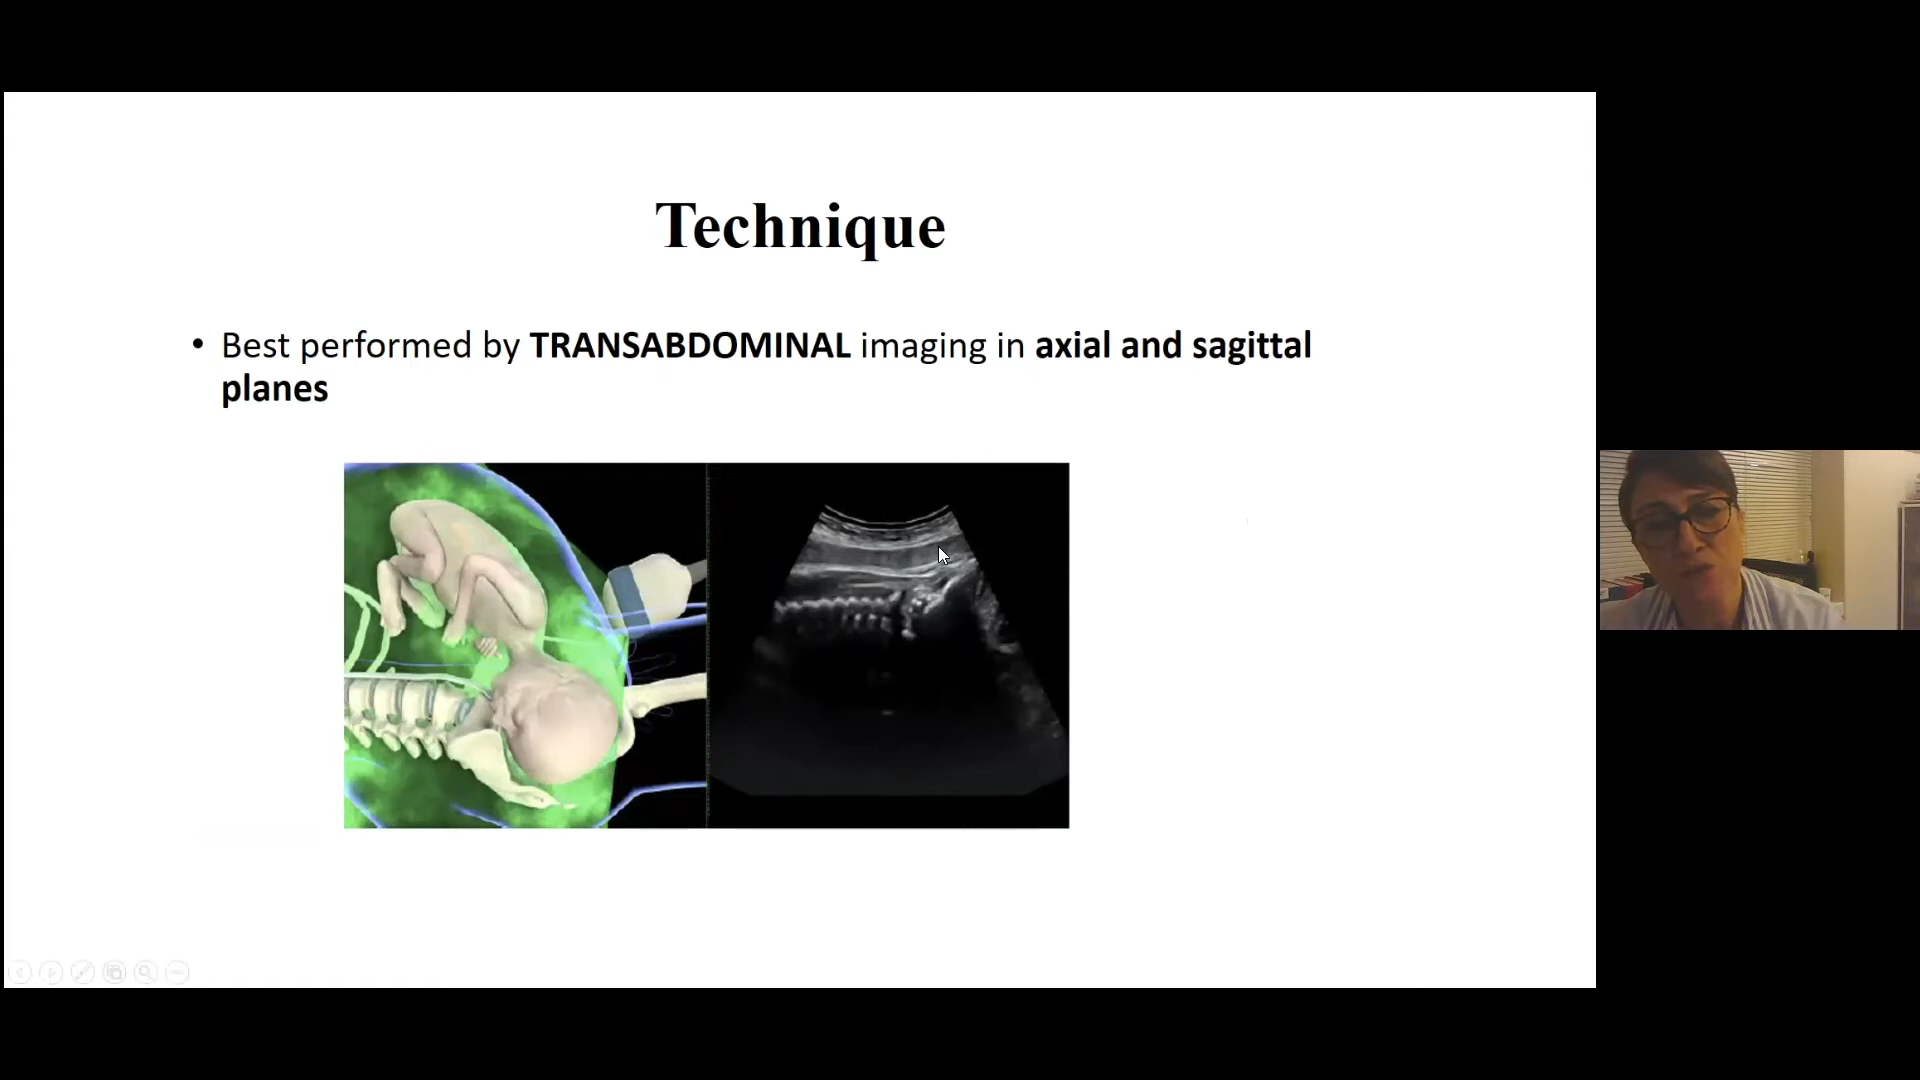 Technique
• Best performed by TRANSABDOMINAL imaging in axial and sagittal
planes